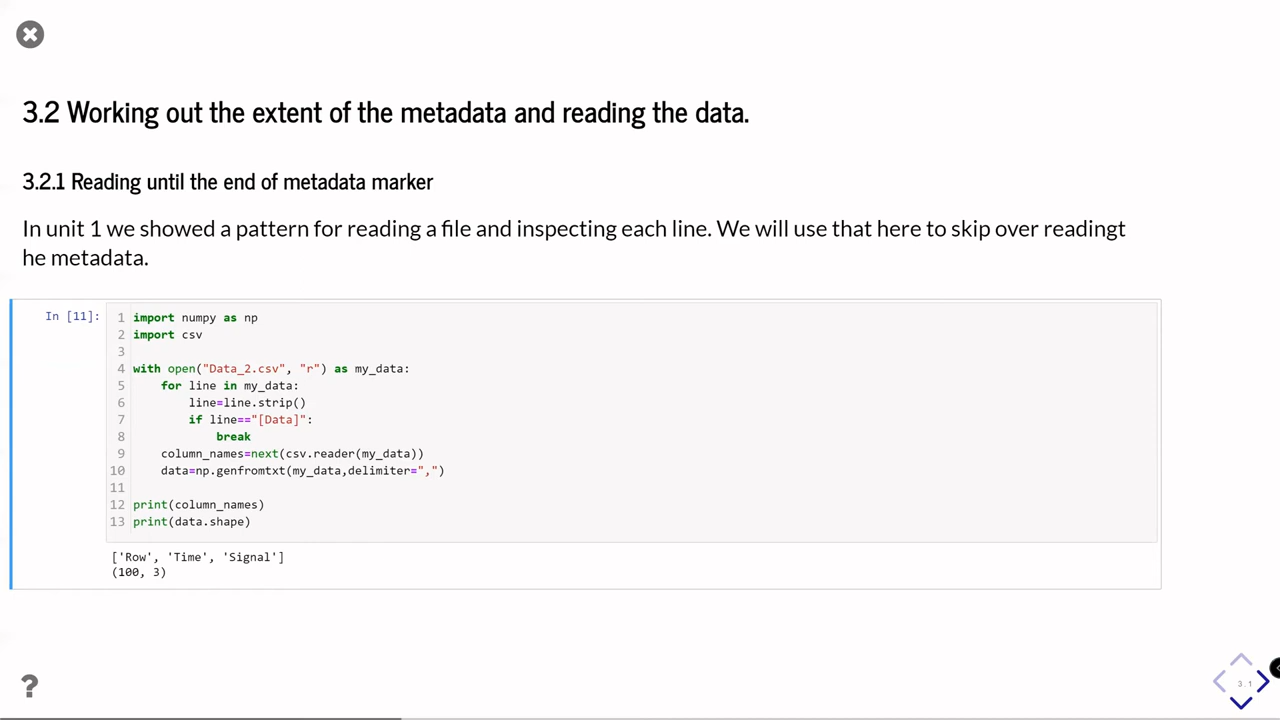 3.2 Working out the extent of the metadata and reading the data.
3.2.1 Reading until the end of metadata marker
In unit 1 we showed a pattern for reading a file and inspecting each line. We will use that here to skip over readingt
he metadata.
In [11]:
1 import numpy as np
2 import csv
3
4 with open("Data_2.csv", "r") as my_data:
5     for line in my_data:
6         line=line.strip()
7         if line=="[Data]":
8             break
9     column_names=next(csv.reader(my_data))
10     data=np.genfromtxt(my_data,delimiter=",")
11
12 print(column_names)
13 print(data.shape)
['Row', 'Time', 'Signal']
(100, 3)
?
3.1